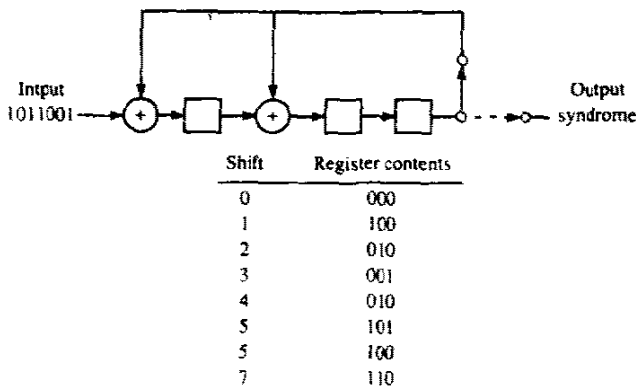 Intput
1011001
+
+
Output
syndrome
Shift Register contents
0 000
1 100
2 010
3 001
4 010
5 101
5 100
7 110